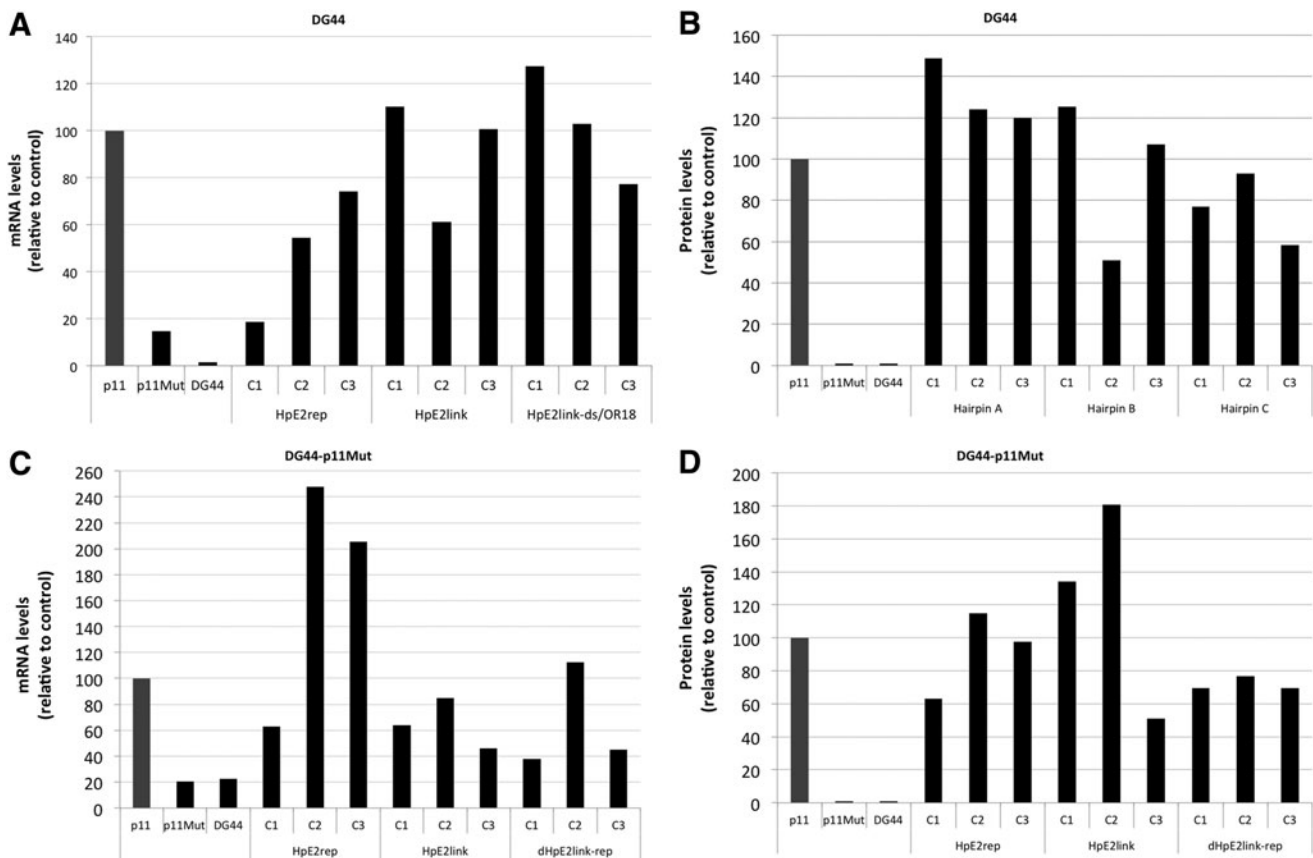 A
DG44
mRNA levels
(relative to control)
140
120
100
80
60
40
20
0
p11 p11Mut DG44 C1 C2 C3 C1 C2 C3 C1 C2 C3
HpE2rep HpE2link HpE2link-ds/OR18
B
DG44
Protein levels
(relative to control)
160
140
120
100
80
60
40
20
0
p11 p11Mut DG44 C1 C2 C3 C1 C2 C3 C1 C2 C3
Hairpin A Hairpin B Hairpin C
C
DG44-p11Mut
mRNA levels
(relative to control)
260
240
220
200
180
160
140
120
100
80
60
40
20
0
p11 p11Mut DG44 C1 C2 C3 C1 C2 C3 C1 C2 C3
HpE2rep HpE2link dHpE2link-rep
D
DG44-p11Mut
Protein levels
(relative to control)
200
180
160
140
120
100
80
60
40
20
0
p11 p11Mut DG44 C1 C2 C3 C1 C2 C3 C1 C2 C3
HpE2rep HpE2link dHpE2link-rep